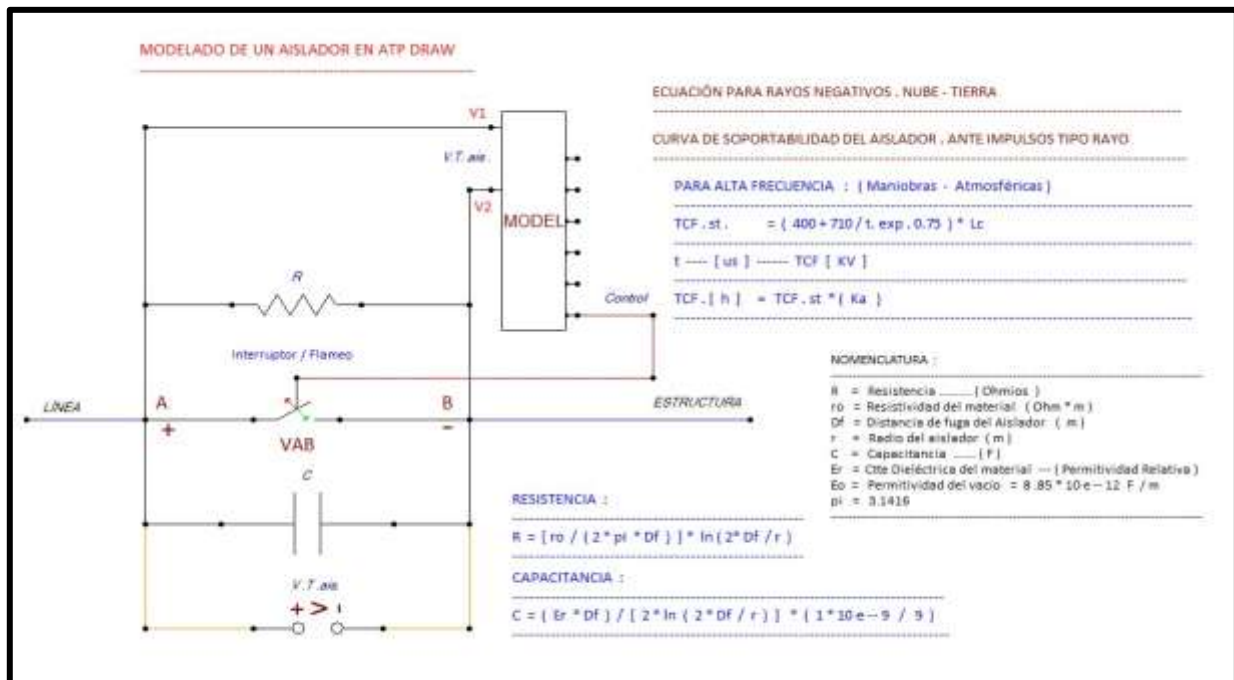 MODELADO DE UN AISLADOR EN ATP DRAW
ECUACIÓN PARA RAYOS NEGATIVOS . NUBE - TIERRA
CURVA DE SOPORTABILIDAD DEL AISLADOR . ANTE IMPULSOS TIPO RAYO
PARA ALTA FRECUENCIA : ( Maniobras - Atmosféricas )
TCF . st . = ( 400 + 710 / t. exp . 0.75 ) * Lc
t ---- [ us ] ------ TCF [ KV ]
TCF . [ h ] = TCF . st * ( Ka )
V1
V.T. ais .
V2
MODEL
Control
R
Interruptor / Flameo
LÍNEA
A
B
ESTRUCTURA
+
-
VAB
C
V.T.ais
+ > -
NOMENCLATURA :
R = Resistencia ........ ( Ohmios )
ro = Resistividad del material ( Ohm * m )
Df = Distancia de fuga del Aislador ( m )
r = Radio del aislador ( m )
C = Capacitancia ...... ( F )
Er = Ctte Dieléctrica del material --- ( Permitividad Relativa )
Eo = Permitividad del vacio = 8 .85 * 10 e -- 12 F / m
pi = 3.1416
RESISTENCIA :
R = [ ro / ( 2 * pi * Df ) ] * ln ( 2* Df / r )
CAPACITANCIA :
C = ( Er * Df ) / [ 2 * ln ( 2 * Df / r ) ] * ( 1 * 10 e -- 9 / 9 )